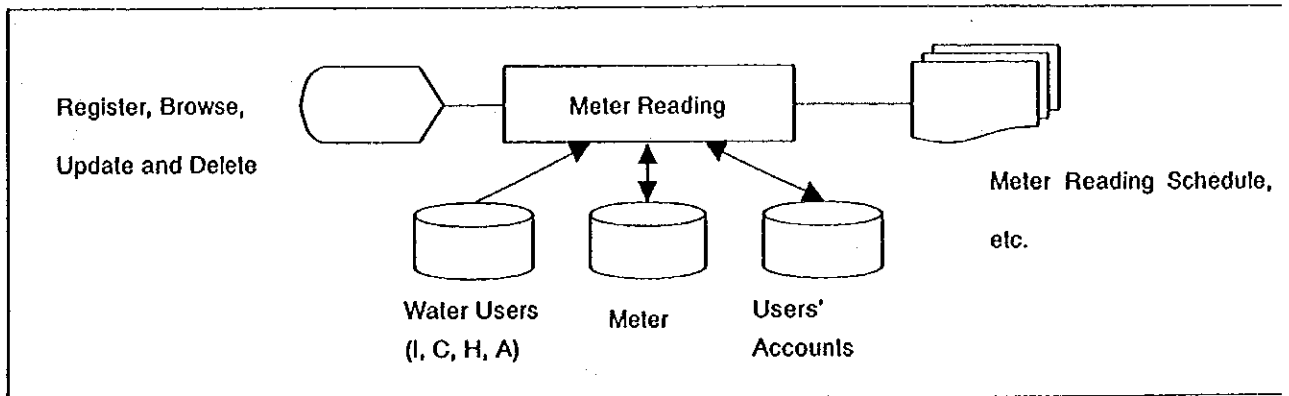 Register, Browse,
Update and Delete
Meter Reading
Meter Reading Schedule,
etc.
Water Users
(I, C, H, A)
Meter
Users'
Accounts